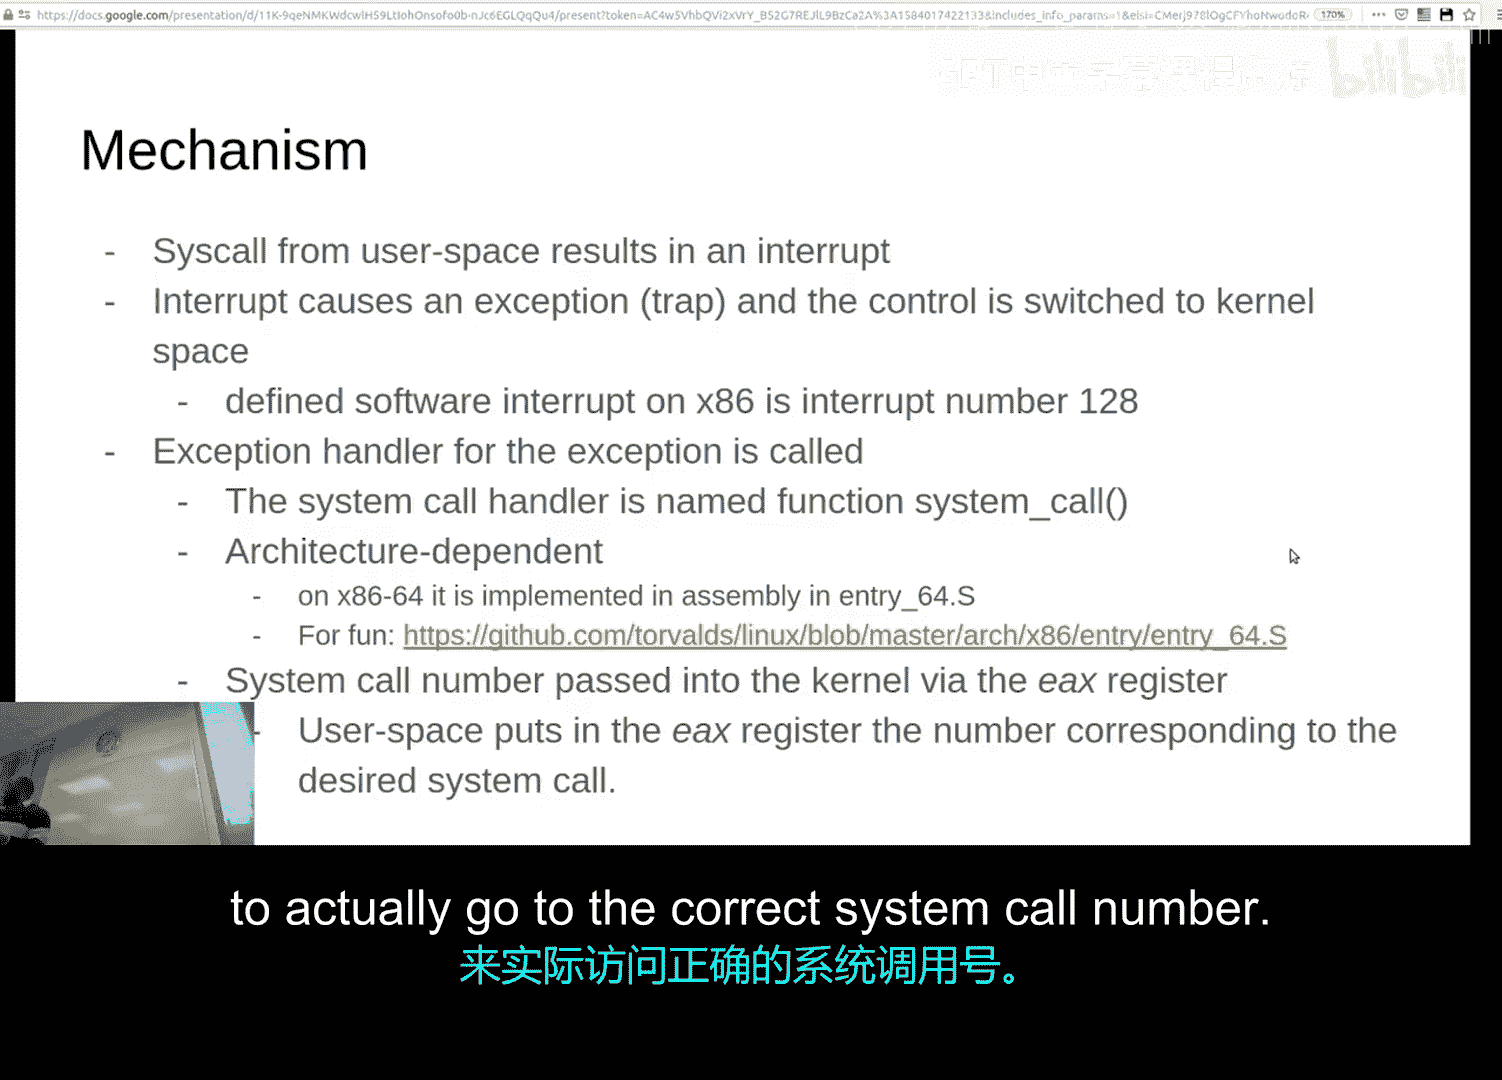 Mechanism
- Syscall from user-space results in an interrupt
- Interrupt causes an exception (trap) and the control is switched to kernel
space
- defined software interrupt on x86 is interrupt number 128
- Exception handler for the exception is called
- The system call handler is named function system_call()
- Architecture-dependent
- on x86-64 it is implemented in assembly in entry_64.S
- For fun: https://github.com/torvalds/linux/blob/master/arch/x86/entry/entry_64.S
- System call number passed into the kernel via the eax register
- User-space puts in the eax register the number corresponding to the
desired system call.
to actually go to the correct system call number.
来实际访问正确的系统调用号。
170%
bilibili